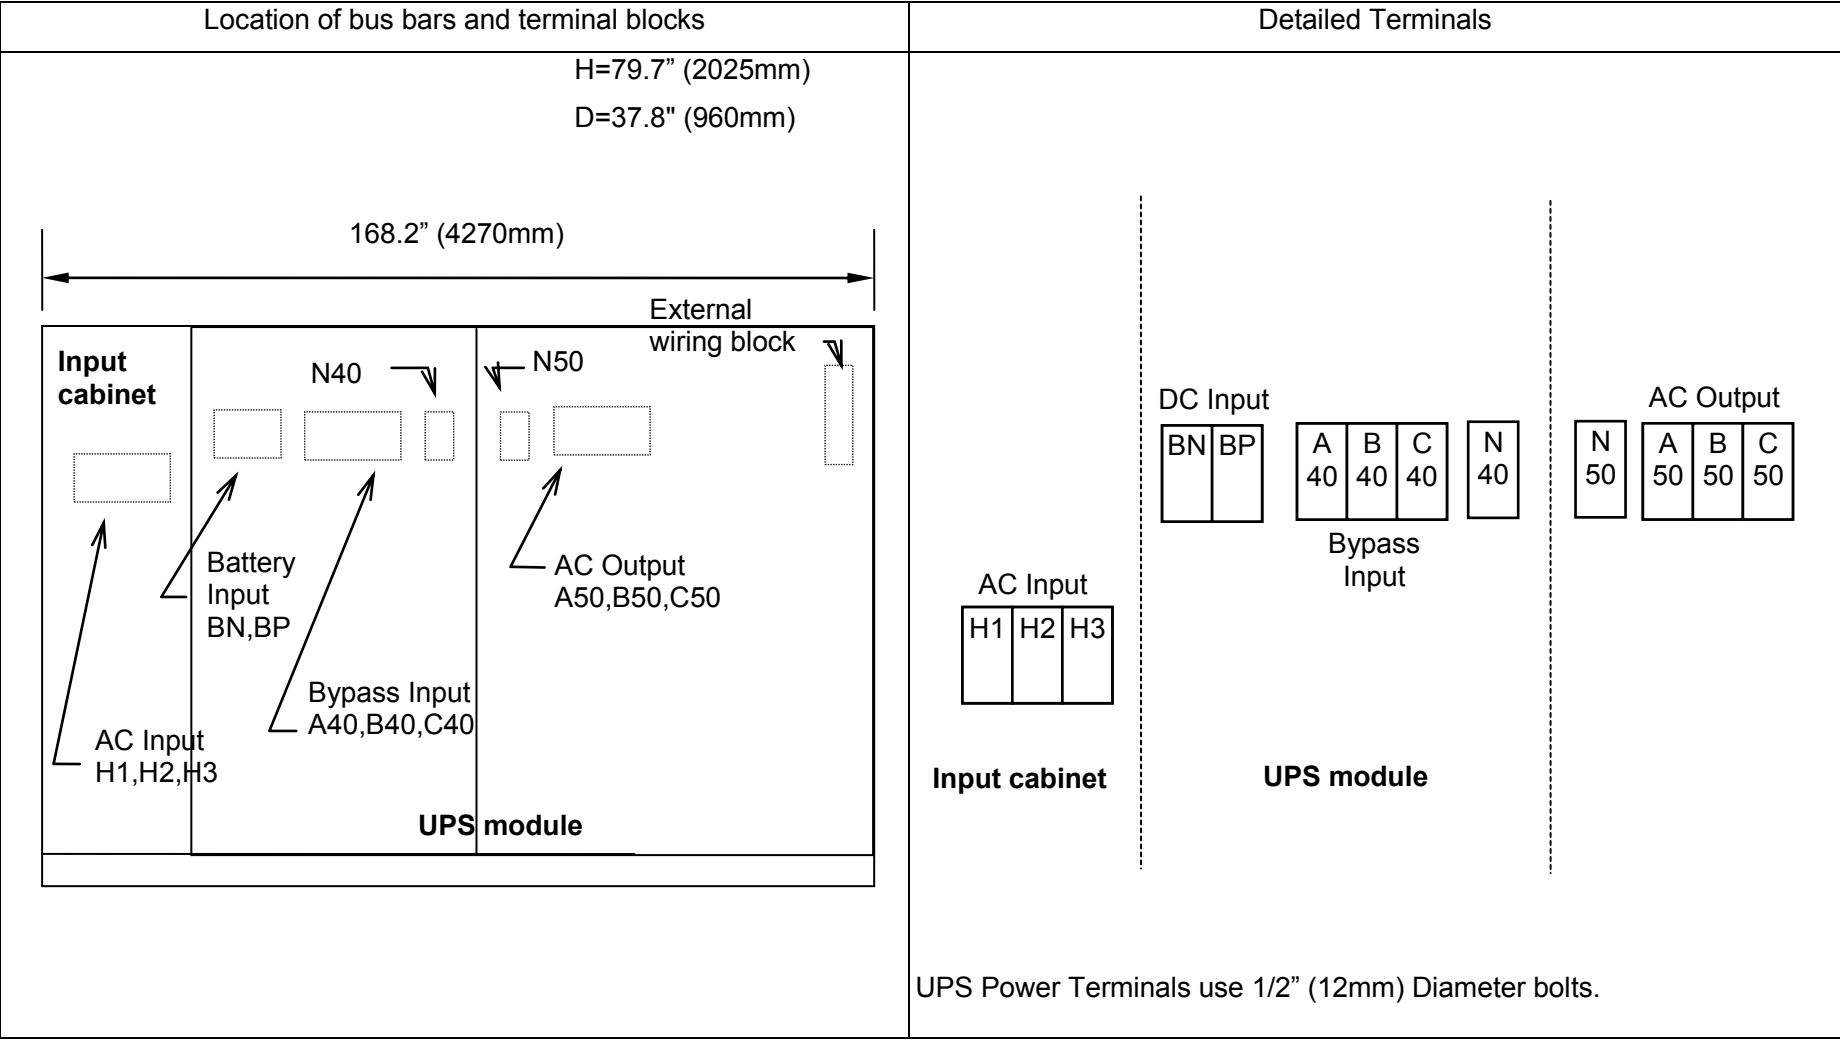 Location of bus bars and terminal blocks
Detailed Terminals
H=79.7” (2025mm)
D=37.8" (960mm)
168.2” (4270mm)
External
wiring block
Input
cabinet
N40
N50
Battery
Input
BN,BP
AC Output
A50,B50,C50
Bypass Input
A40,B40,C40
AC Input
H1,H2,H3
UPS module
DC Input
BN BP
A B C
40 40 40
N
40
Bypass
Input
AC Output
N
50
A B C
50 50 50
AC Input
H1 H2 H3
Input cabinet
UPS module
UPS Power Terminals use 1/2” (12mm) Diameter bolts.